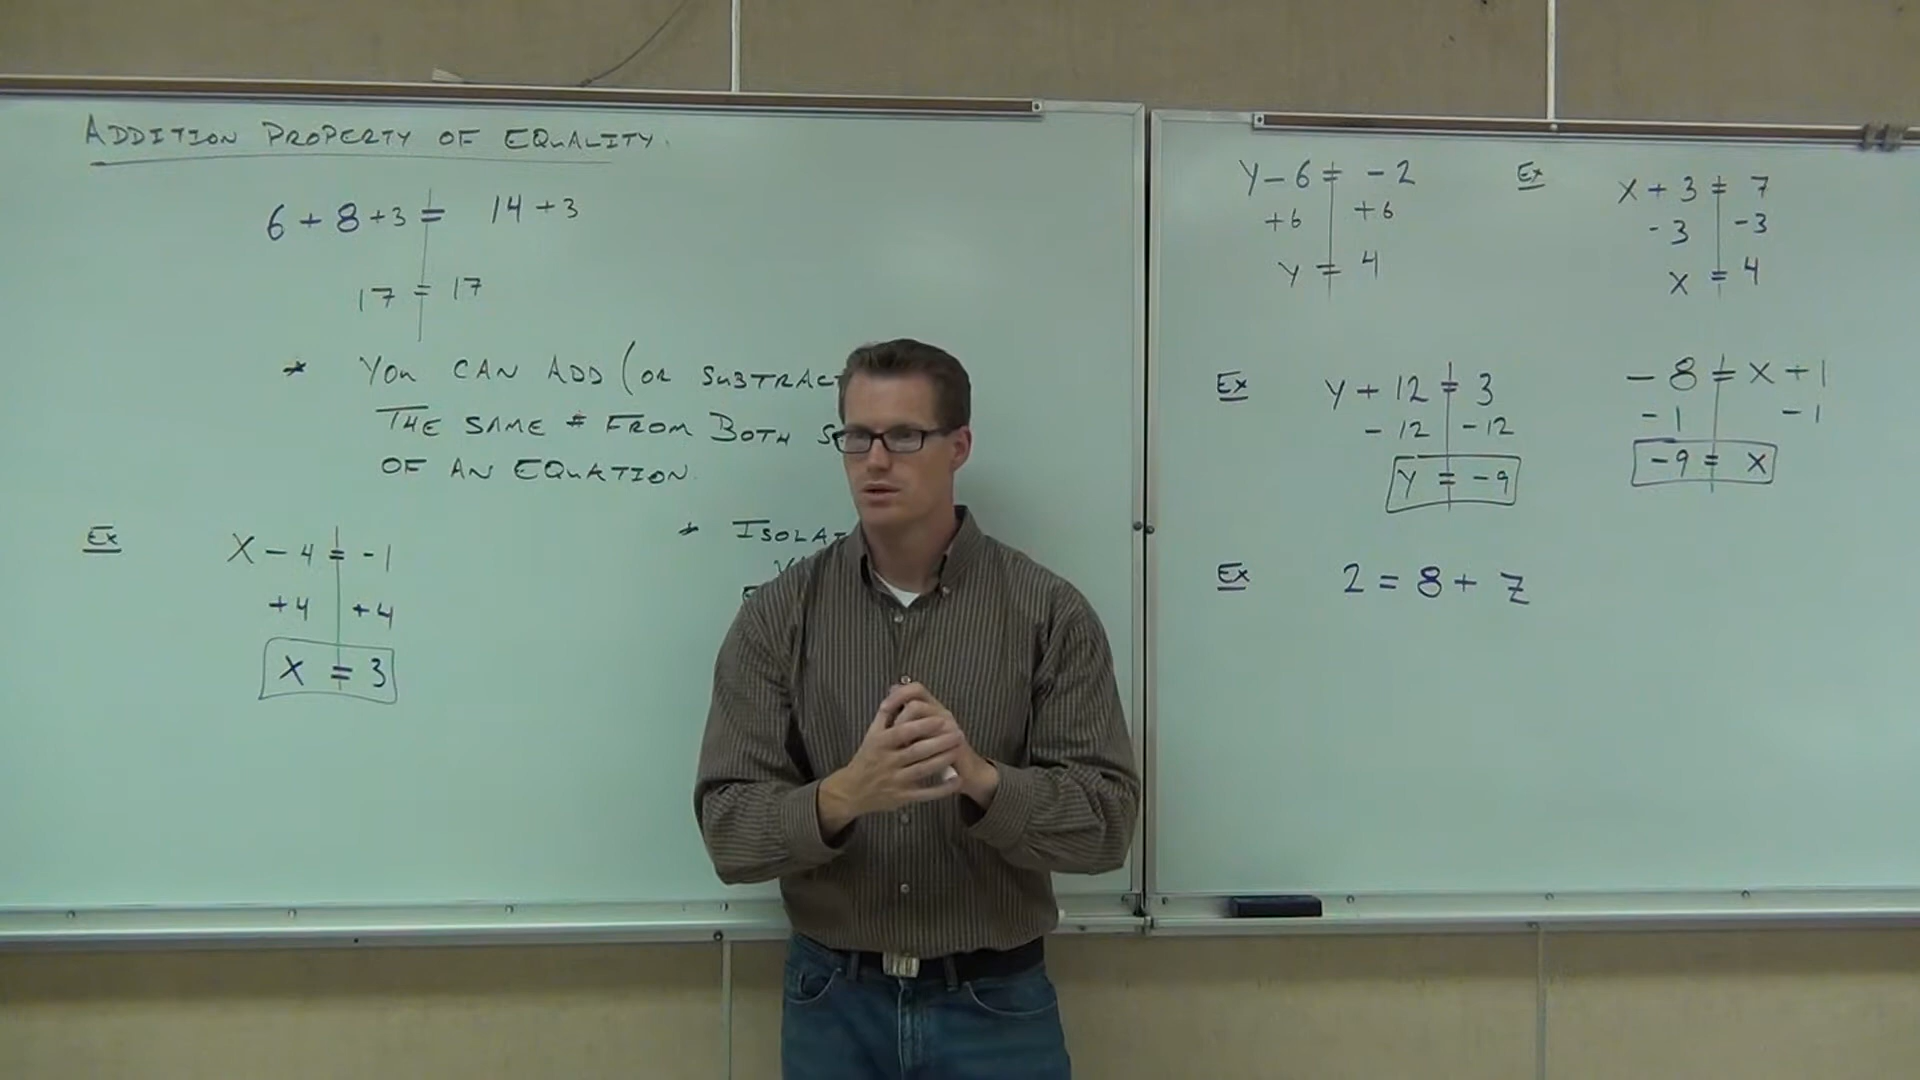 ADDITION PROPERTY OF EQUALITY.
6 + 8 + 3 = 14 + 3
17 = 17
* YOU CAN ADD (OR SUBTRACT
THE SAME # FROM BOTH
OF AN EQUATION.
Ex X - 4 = -1
+4 +4
X = 3
*
Y - 6 = -2
+6 +6
Y = 4
Ex X + 3 = 7
-3 -3
X = 4
Ex Y + 12 = 3
-12 -12
Y = -9
-8 = X + 1
-1 -1
-9 = X
Ex 2 = 8 + Z